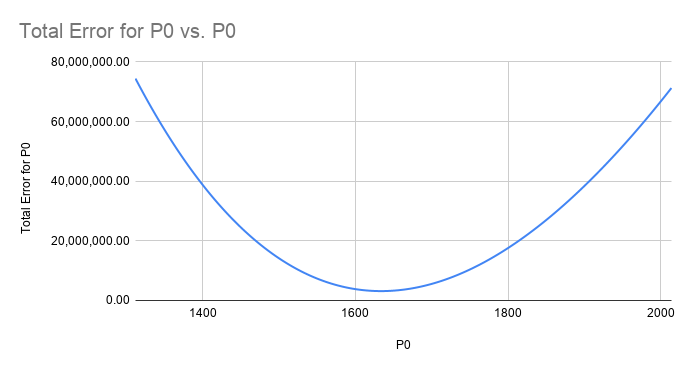 Total Error for P0 vs. P0
80,000,000.00
60,000,000.00
40,000,000.00
20,000,000.00
0.00
Total Error for P0
1400 1600 1800 2000
P0